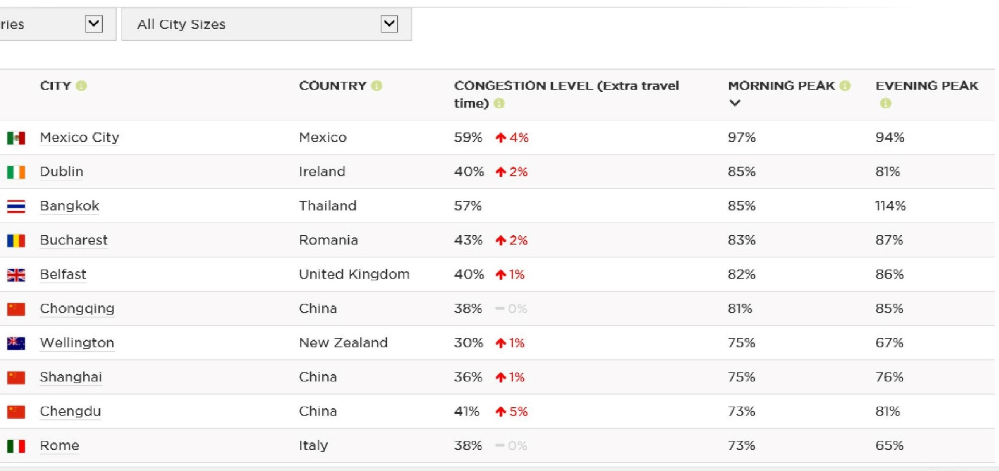 ries All City Sizes
CITY COUNTRY CONGESTION LEVEL (Extra travel time) MORNING PEAK EVENING PEAK
Mexico City Mexico 59% 4% 97% 94%
Dublin Ireland 40% 2% 85% 81%
Bangkok Thailand 57% 85% 114%
Bucharest Romania 43% 2% 83% 87%
Belfast United Kingdom 40% 1% 82% 86%
Chongqing China 38% 0% 81% 85%
Wellington New Zealand 30% 1% 75% 67%
Shanghai China 36% 1% 75% 76%
Chengdu China 41% 5% 73% 81%
Rome Italy 38% 0% 73% 65%